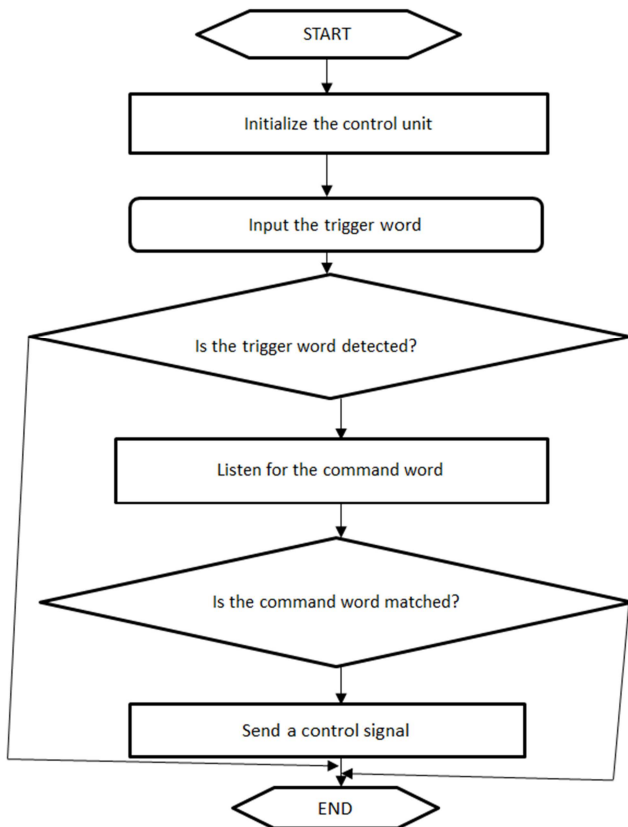 START
Initialize the control unit
Input the trigger word
Is the trigger word detected?
Listen for the command word
Is the command word matched?
Send a control signal
END